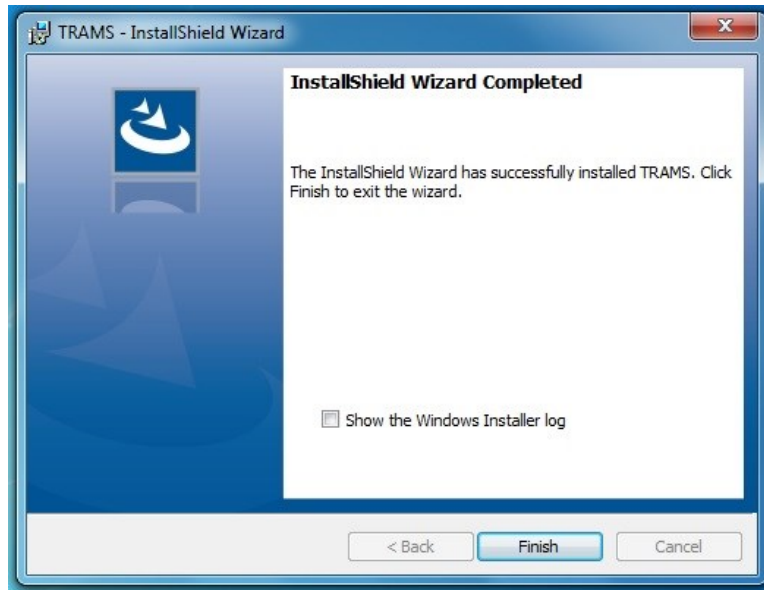 TRAMS - InstallShield Wizard
InstallShield Wizard Completed
The InstallShield Wizard has successfully installed TRAMS. Click
Finish to exit the wizard.
Show the Windows Installer log
< Back
Finish
Cancel